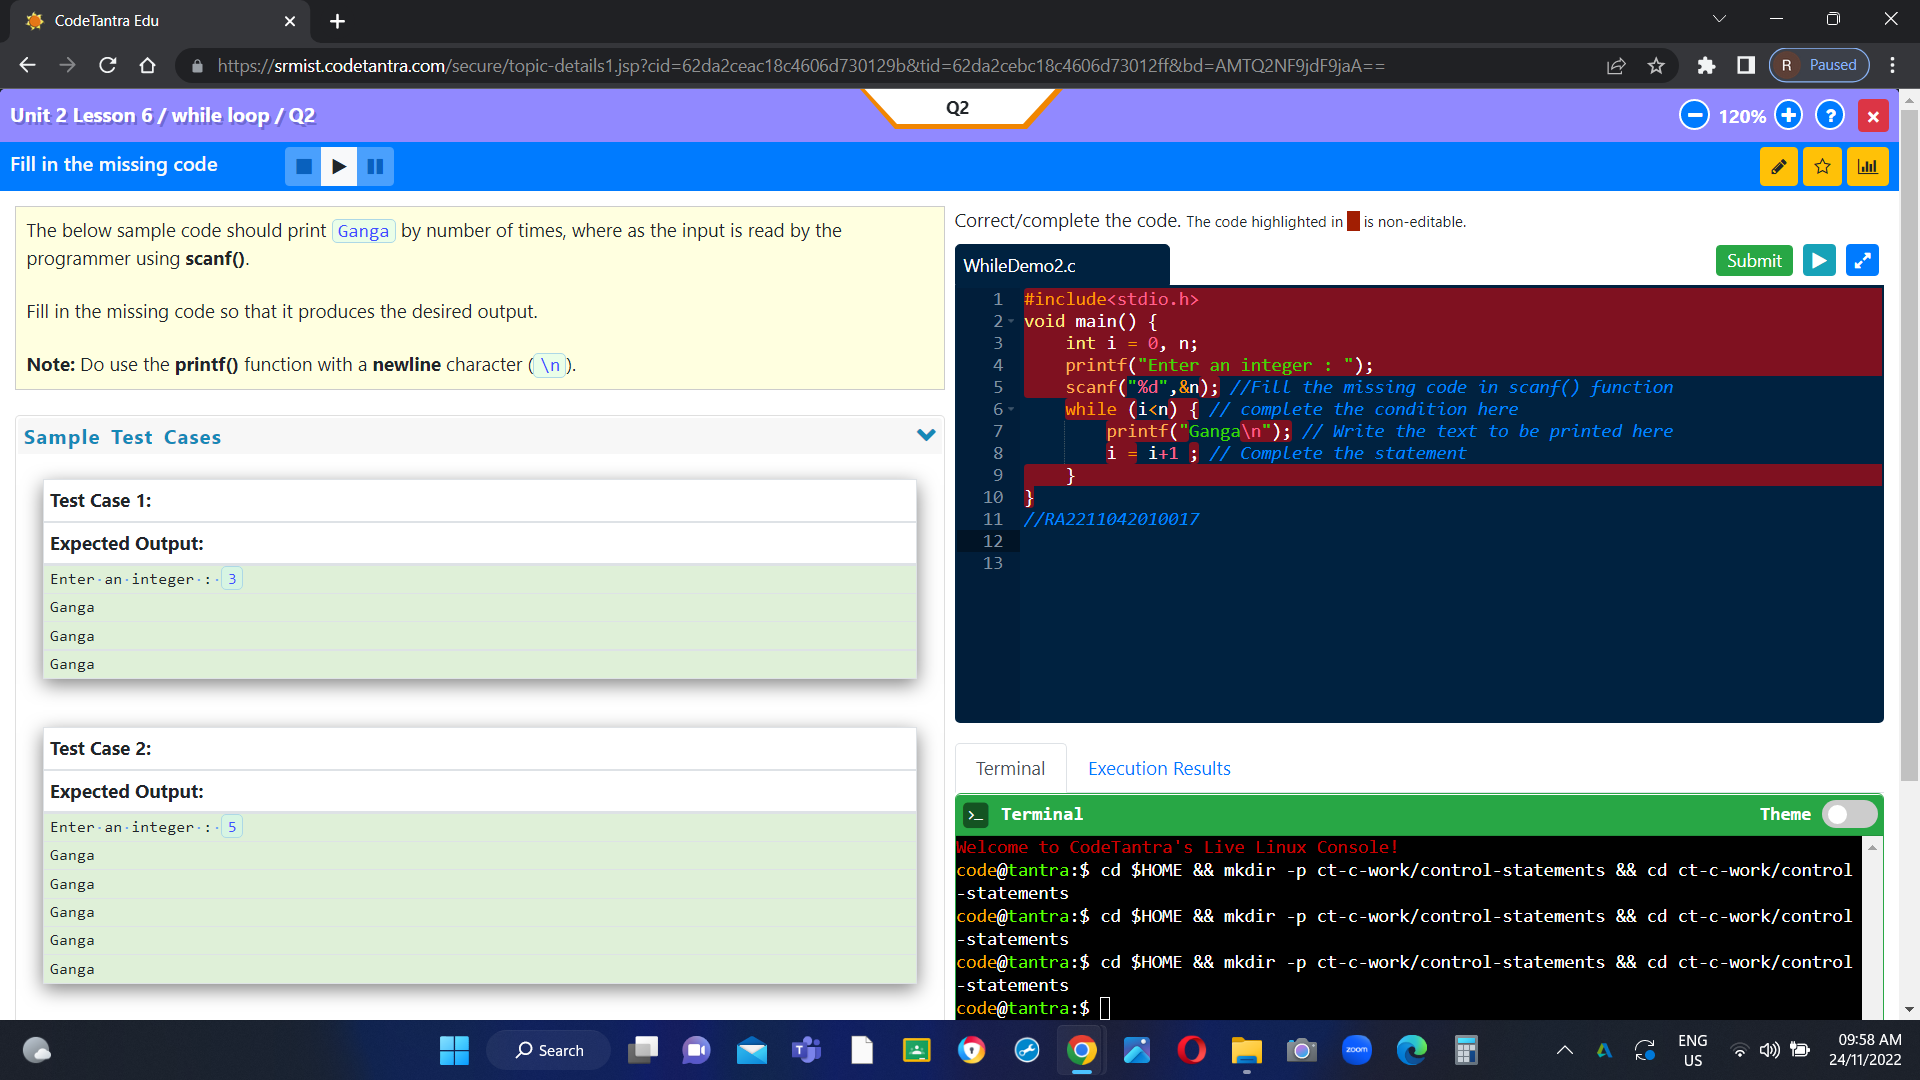 CodeTantra Edu
https://srmist.codetantra.com/secure/topic-details1.jsp?cid=62da2ceac18c4606d730129b&tid=62da2cebc18c4606d73012ff&bd=AMTQ2NF9jdF9jaA==
R Paused
Unit 2 Lesson 6 / while loop / Q2
Q2
120%
?
Fill in the missing code
The below sample code should print Ganga by number of times, where as the input is read by the
programmer using scanf().
Fill in the missing code so that it produces the desired output.
Note: Do use the printf() function with a newline character ( \n ).
Sample Test Cases
Test Case 1:
Expected Output:
Enter·an·integer·:· 3
Ganga
Ganga
Ganga
Test Case 2:
Expected Output:
Enter·an·integer·:· 5
Ganga
Ganga
Ganga
Ganga
Ganga
Correct/complete the code. The code highlighted in is non-editable.
WhileDemo2.c
Submit
1 #include<stdio.h>
2 void main() {
3 int i = 0, n;
4 printf("Enter an integer : ");
5 scanf("%d",&n); //Fill the missing code in scanf() function
6 while (i<n) { // complete the condition here
7 printf("Ganga\n"); // Write the text to be printed here
8 i = i+1 ; // Complete the statement
9 }
10 }
11 //RA2211042010017
12
13
Terminal Execution Results
>_ Terminal Theme
Welcome to CodeTantra's Live Linux Console!
code@tantra:$ cd $HOME && mkdir -p ct-c-work/control-statements && cd ct-c-work/control
-statements
code@tantra:$ cd $HOME && mkdir -p ct-c-work/control-statements && cd ct-c-work/control
-statements
code@tantra:$ cd $HOME && mkdir -p ct-c-work/control-statements && cd ct-c-work/control
-statements
code@tantra:$
Search
zoom
ENG
US
09:58 AM
24/11/2022